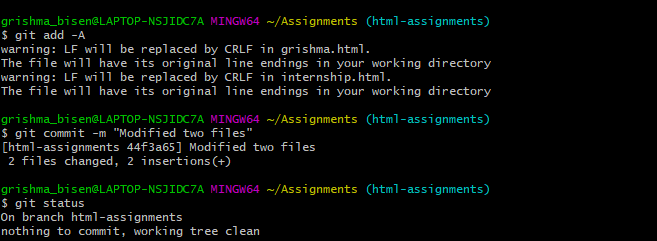 grishma_bisen@LAPTOP-NSJIDC7A MINGW64 ~/Assignments (html-assignments)
$ git add -A
warning: LF will be replaced by CRLF in grishma.html.
The file will have its original line endings in your working directory
warning: LF will be replaced by CRLF in internship.html.
The file will have its original line endings in your working directory
grishma_bisen@LAPTOP-NSJIDC7A MINGW64 ~/Assignments (html-assignments)
$ git commit -m "Modified two files"
[html-assignments 44f3a65] Modified two files
 2 files changed, 2 insertions(+)
grishma_bisen@LAPTOP-NSJIDC7A MINGW64 ~/Assignments (html-assignments)
$ git status
On branch html-assignments
nothing to commit, working tree clean